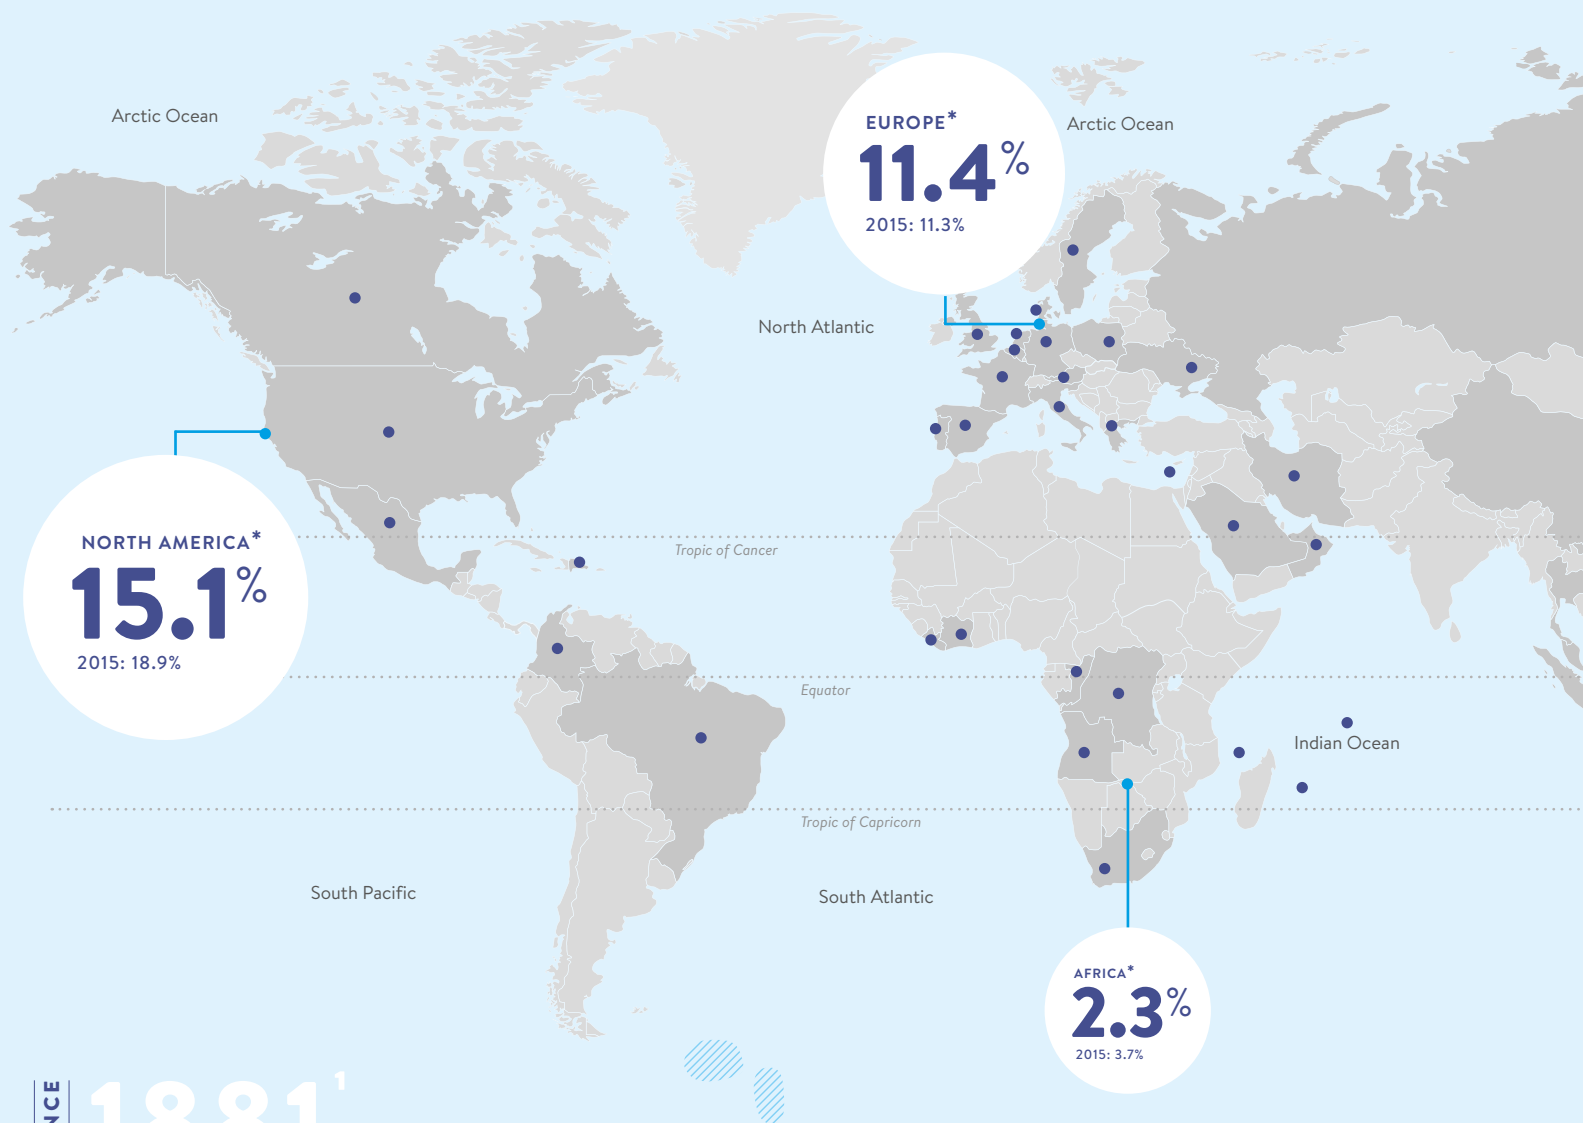 Arctic Ocean
EUROPE*
11.4%
2015: 11.3%
Arctic Ocean
North Atlantic
NORTH AMERICA*
15.1%
2015: 18.9%
Tropic of Cancer
Equator
Indian Ocean
Tropic of Capricorn
South Pacific
South Atlantic
AFRICA*
2.3%
2015: 3.7%
1881¹